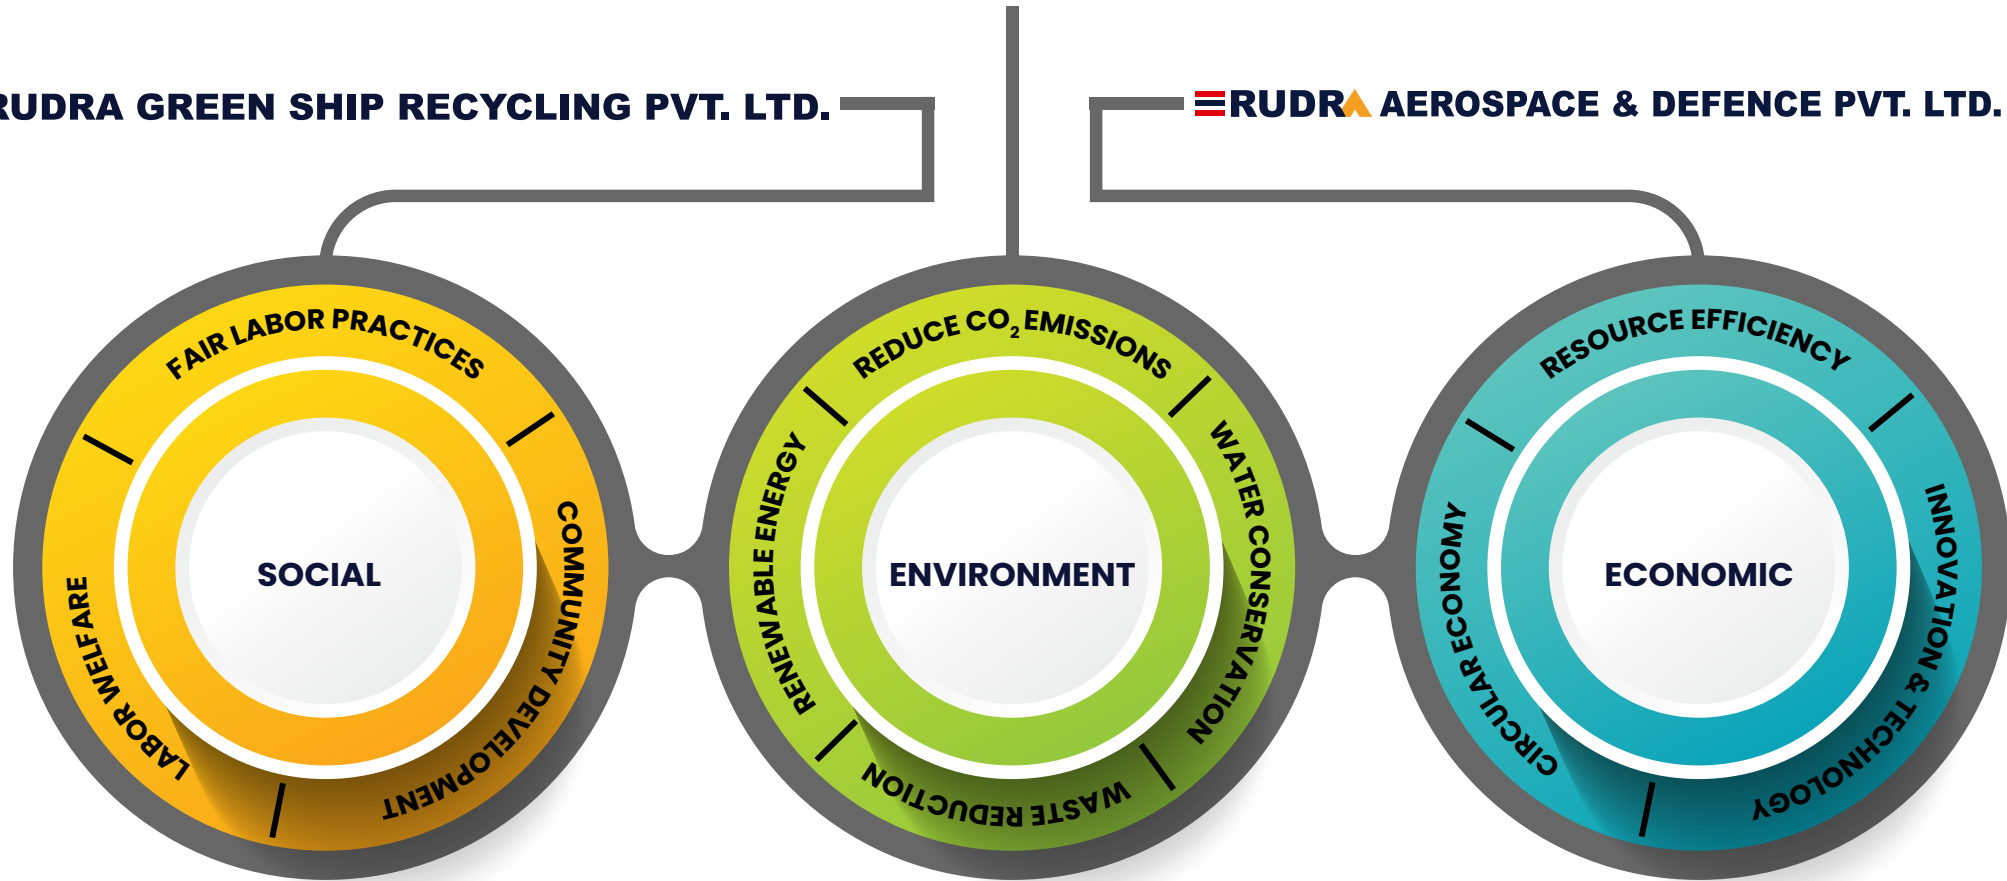 RUDRA GREEN SHIP RECYCLING PVT. LTD.
RUDRA AEROSPACE & DEFENCE PVT. LTD.
FAIR LABOR PRACTICES
COMMUNITY DEVELOPMENT
LABOR WELFARE
SOCIAL
REDUCE CO₂ EMISSIONS
WATER CONSERVATION
WASTE REDUCTION
RENEWABLE ENERGY
ENVIRONMENT
RESOURCE EFFICIENCY
INNOVATION & TECHNOLOGY
CIRCULAR ECONOMY
ECONOMIC